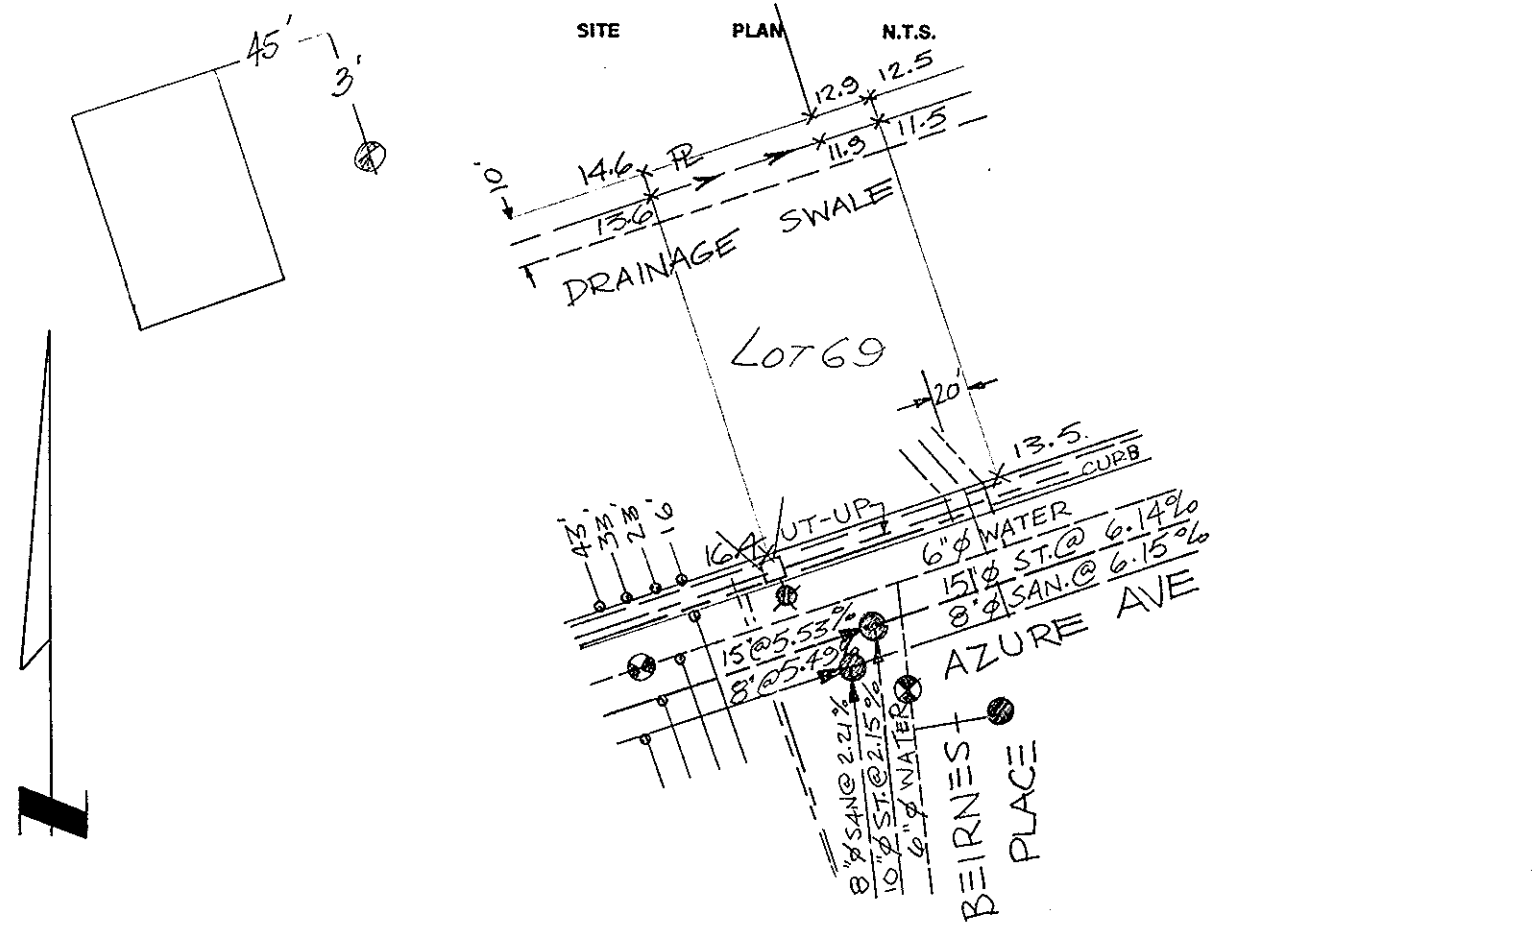 SITE PLAN N.T.S.
45'
3'
12.9 12.5
14.6 PL
11.9 11.5
10'
13.6
DRAINAGE SWALE
LOT 69
20'
13.5
CURB
43' 33' 23' 16'
16.4 UT-UP
6"Ø WATER
15"Ø ST.@ 6.14%
8"Ø SAN.@ 6.15%
15"@5.53%
8"@5.49%
AZURE AVE
8"Ø SAN@2.21%
10"Ø ST.@2.15%
6"Ø WATER
BEIRNES-
PLACE